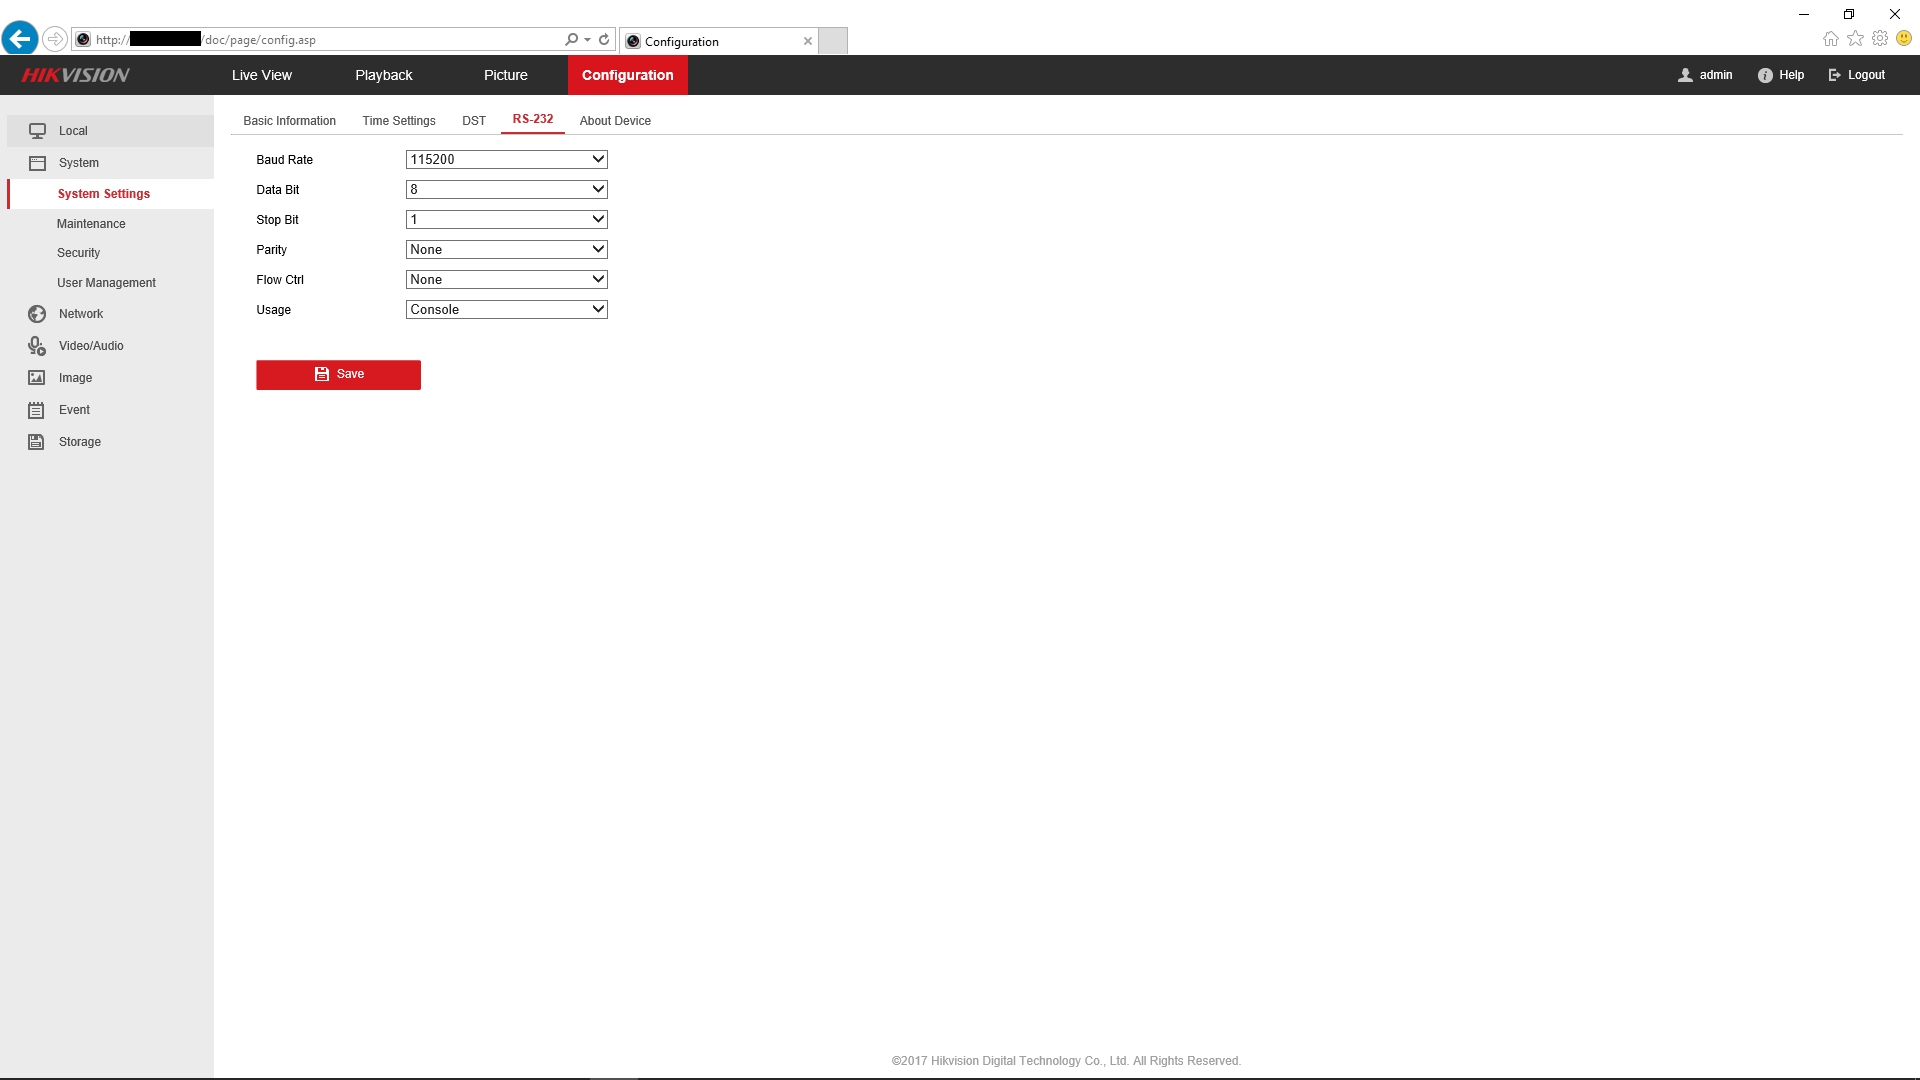 http:// /doc/page/config.asp
Configuration
HIKVISION
Live View Playback Picture Configuration
admin Help Logout
Local
System
System Settings
Maintenance
Security
User Management
Network
Video/Audio
Image
Event
Storage
Basic Information Time Settings DST RS-232 About Device
Baud Rate 115200
Data Bit 8
Stop Bit 1
Parity None
Flow Ctrl None
Usage Console
Save
©2017 Hikvision Digital Technology Co., Ltd. All Rights Reserved.